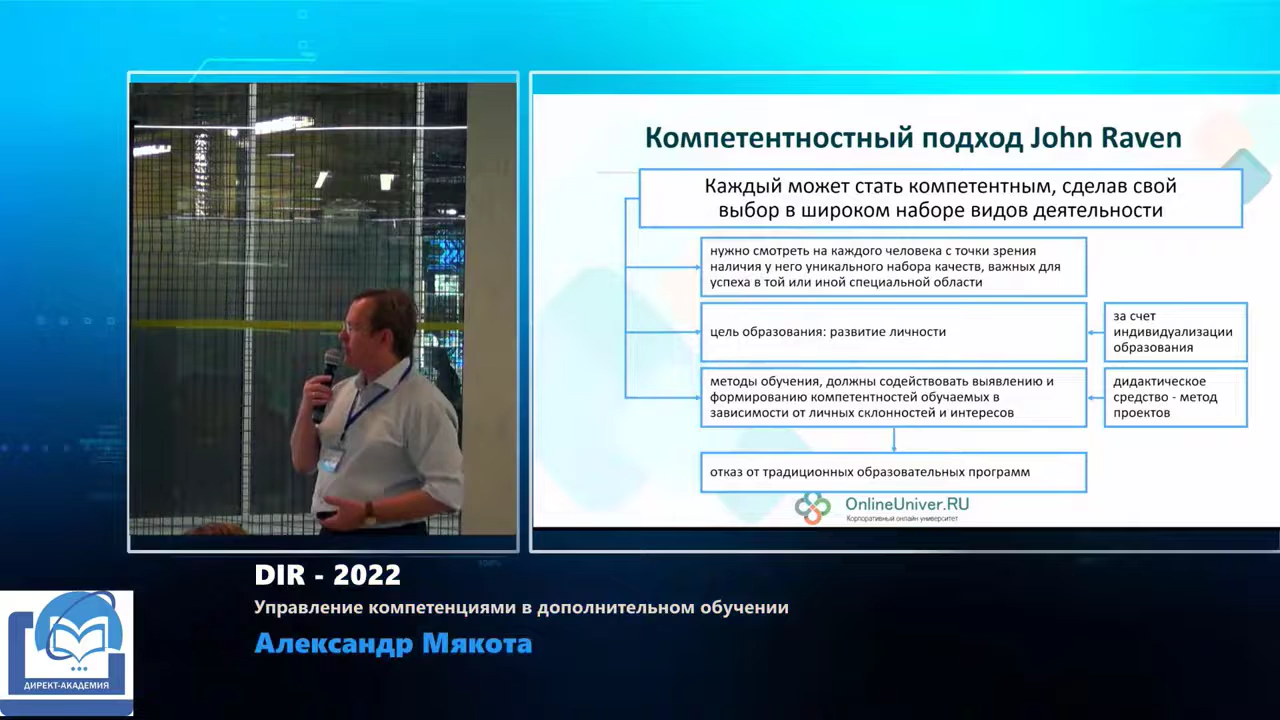 Компетентностный подход John Raven
Каждый может стать компетентным, сделав свой
выбор в широком наборе видов деятельности
нужно смотреть на каждого человека с точки зрения
наличия у него уникального набора качеств, важных для
успеха в той или иной специальной области
цель образования: развитие личности
за счет
индивидуализации
образования
методы обучения, должны содействовать выявлению и
формированию компетентностей обучаемых в
зависимости от личных склонностей и интересов
дидактическое
средство - метод
проектов
отказ от традиционных образовательных программ
OnlineUniver.RU
Корпоративный онлайн университет
DIR - 2022
Управление компетенциями в дополнительном обучении
Александр Мякота
ДИРЕКТ-АКАДЕМИЯ